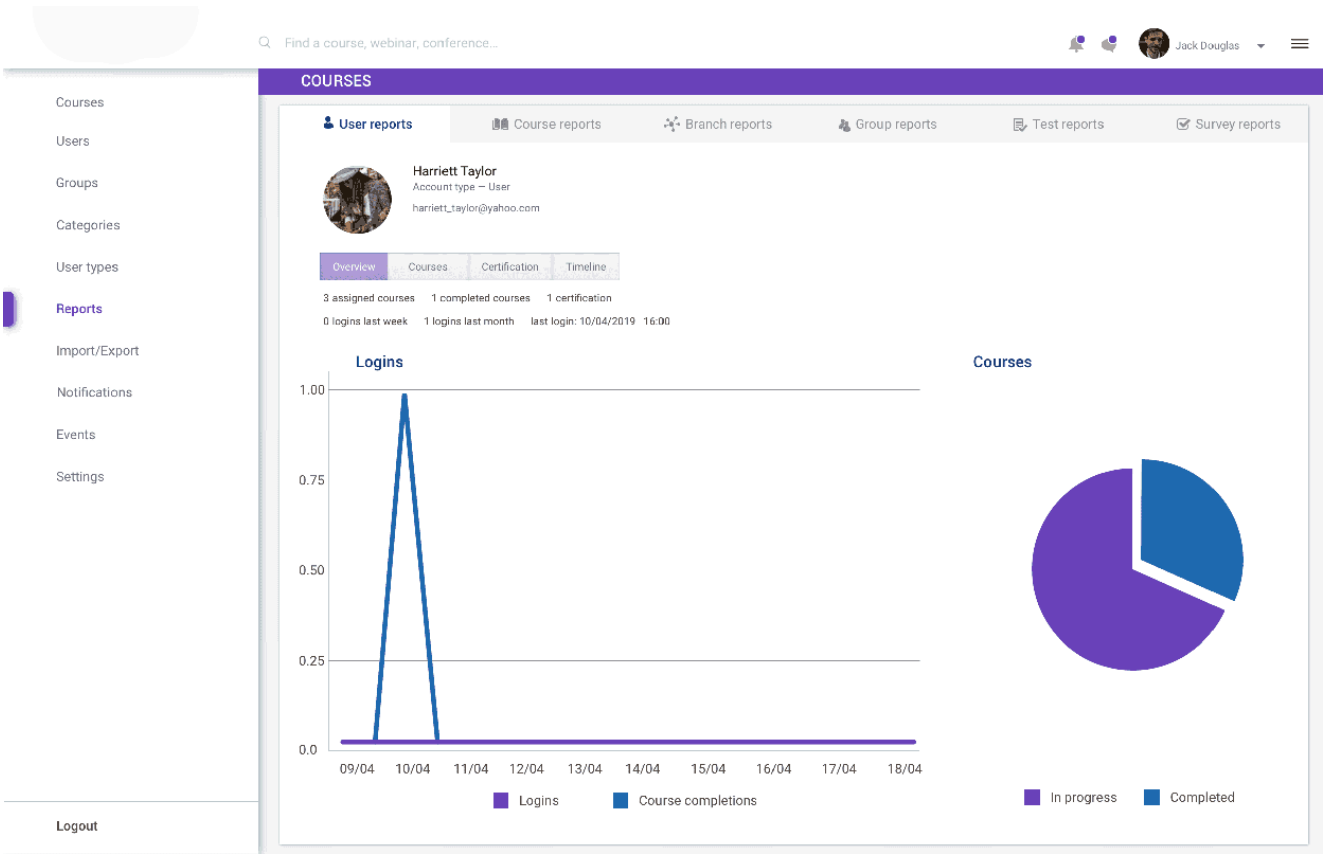 Find a course, webinar, conference...
Jack Douglas
COURSES
Courses
Users
Groups
Categories
User types
Reports
Import/Export
Notifications
Events
Settings
Logout
User reports
Course reports
Branch reports
Group reports
Test reports
Survey reports
Harriett Taylor
Account type — User
harriett_taylor@yahoo.com
Overview
Courses
Certification
Timeline
3 assigned courses 1 completed courses 1 certification
0 logins last week 1 logins last month last login: 10/04/2019 16:00
Logins
1.00
0.75
0.50
0.25
0.0
09/04 10/04 11/04 12/04 13/04 14/04 15/04 16/04 17/04 18/04
Logins Course completions
Courses
In progress Completed